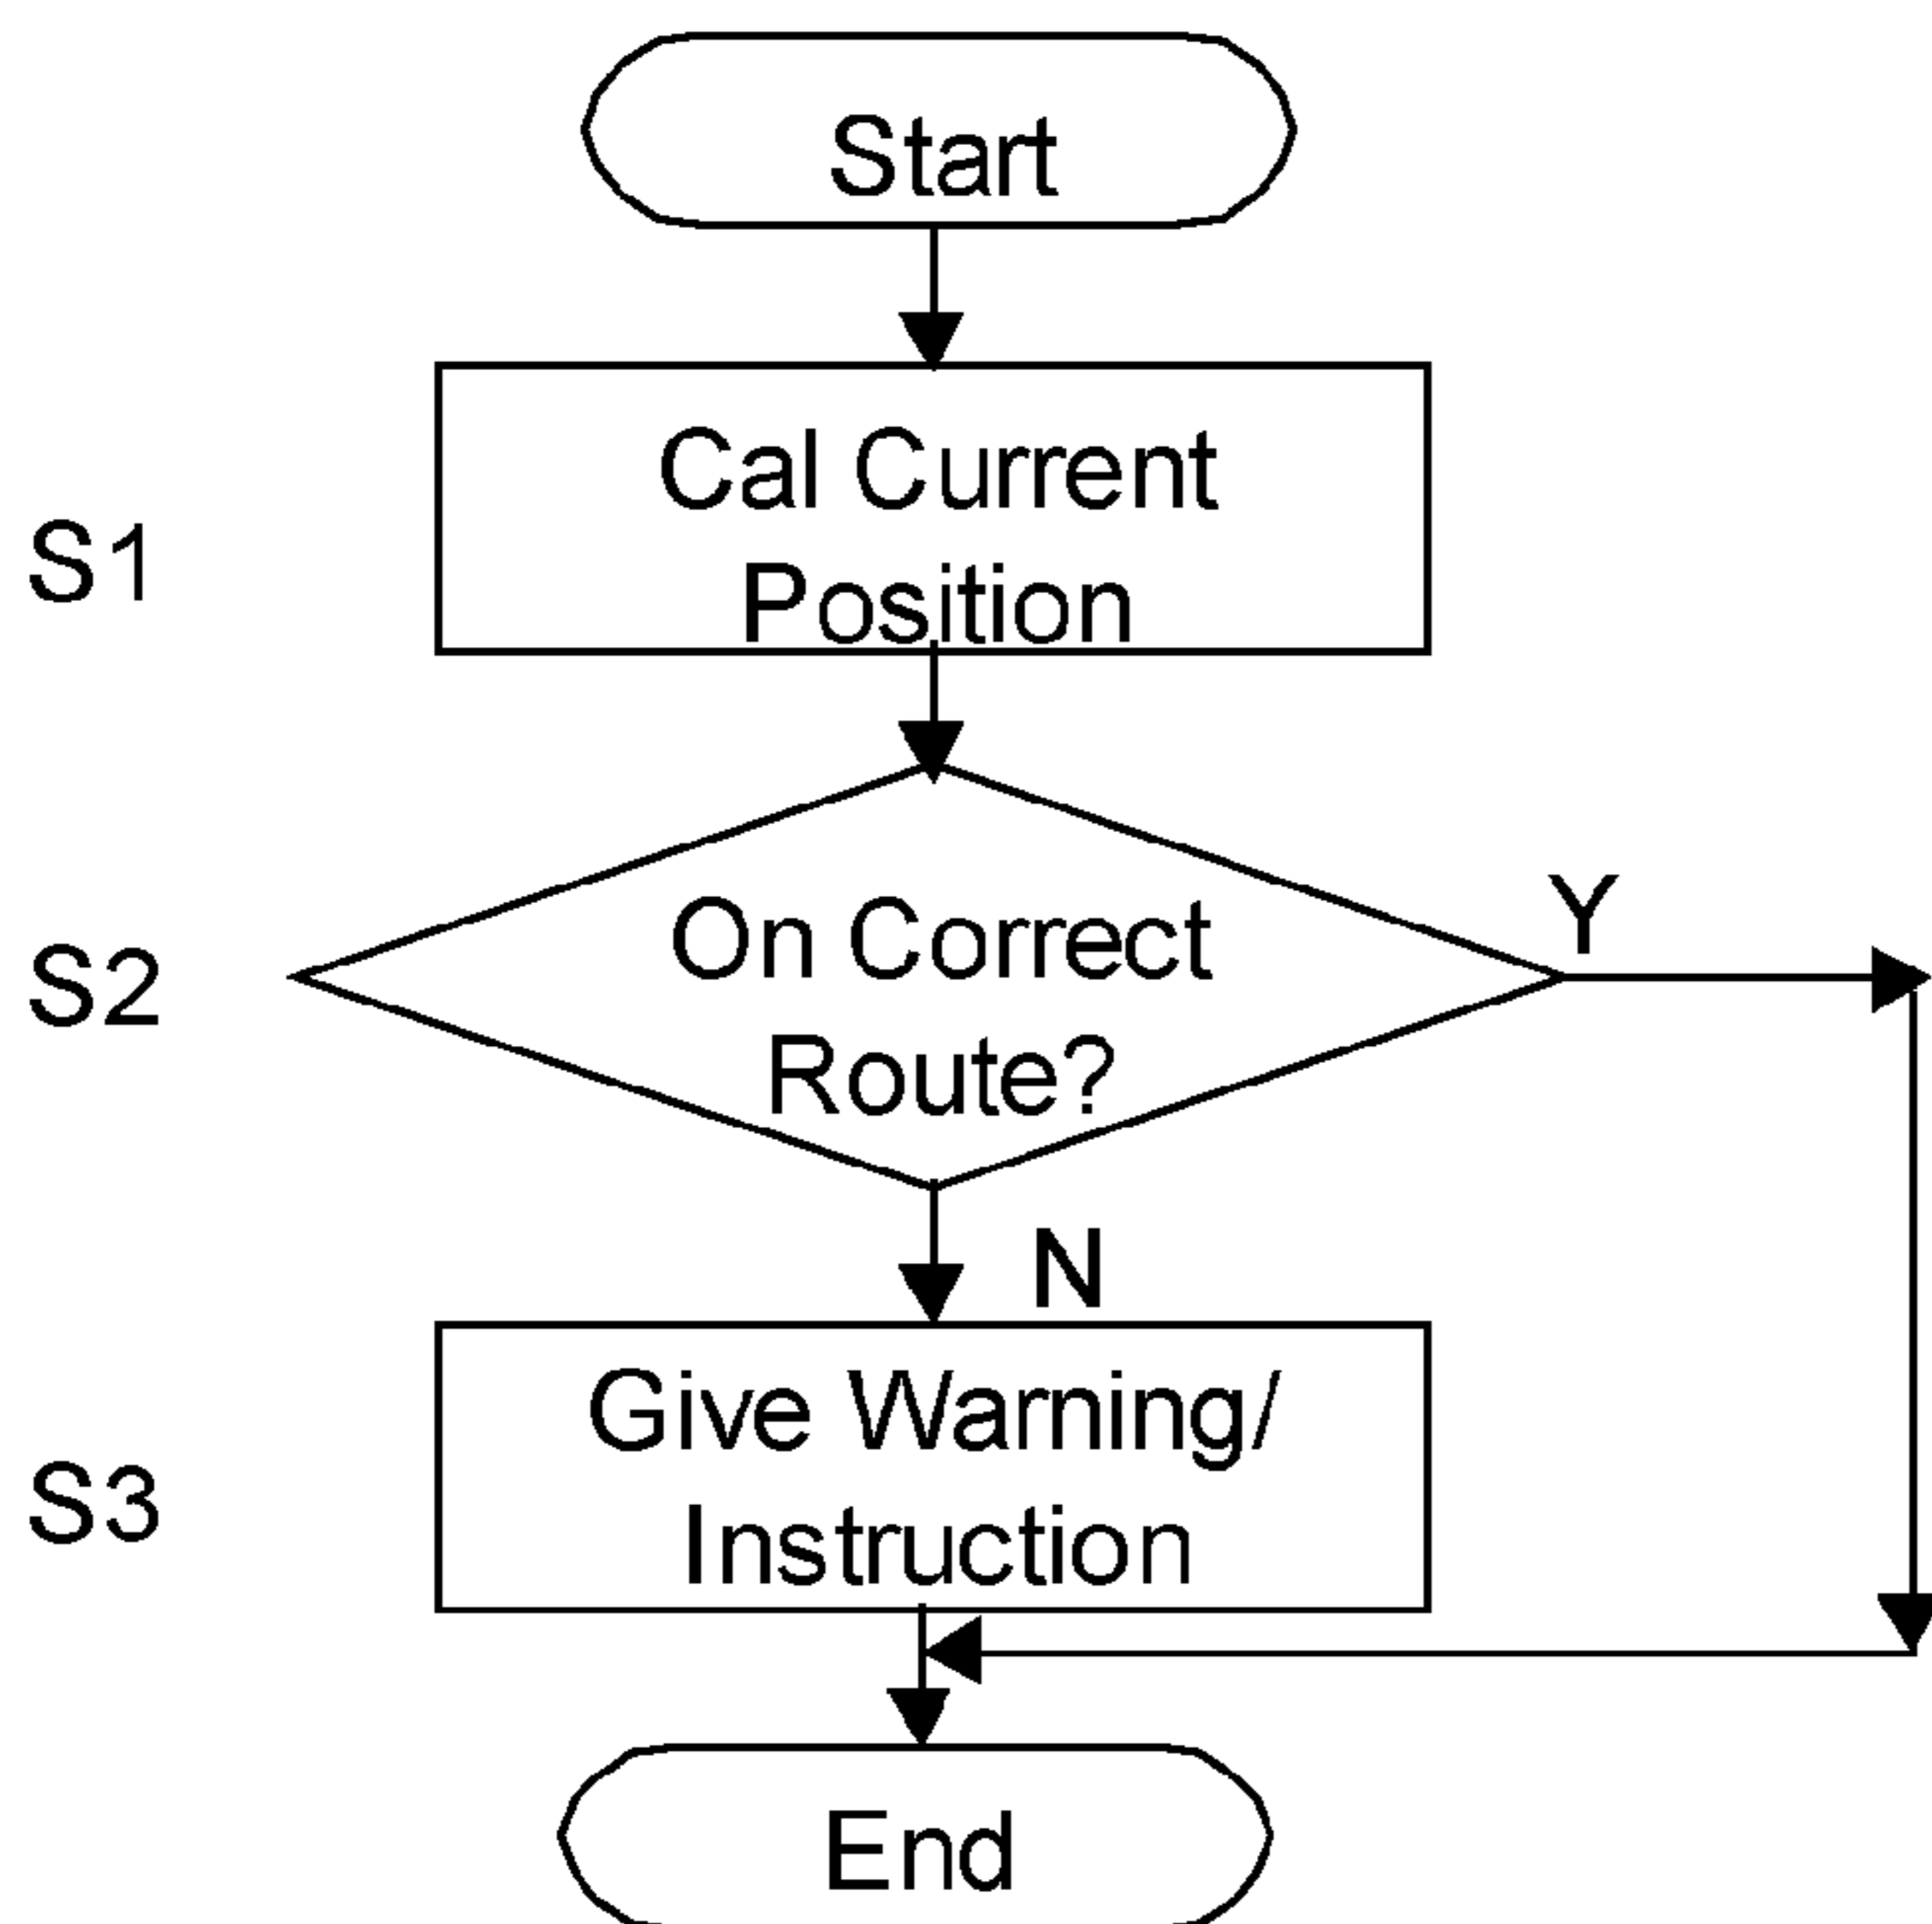 Start
S1
Cal Current
Position
S2
On Correct
Route?
Y
N
S3
Give Warning/
Instruction
End